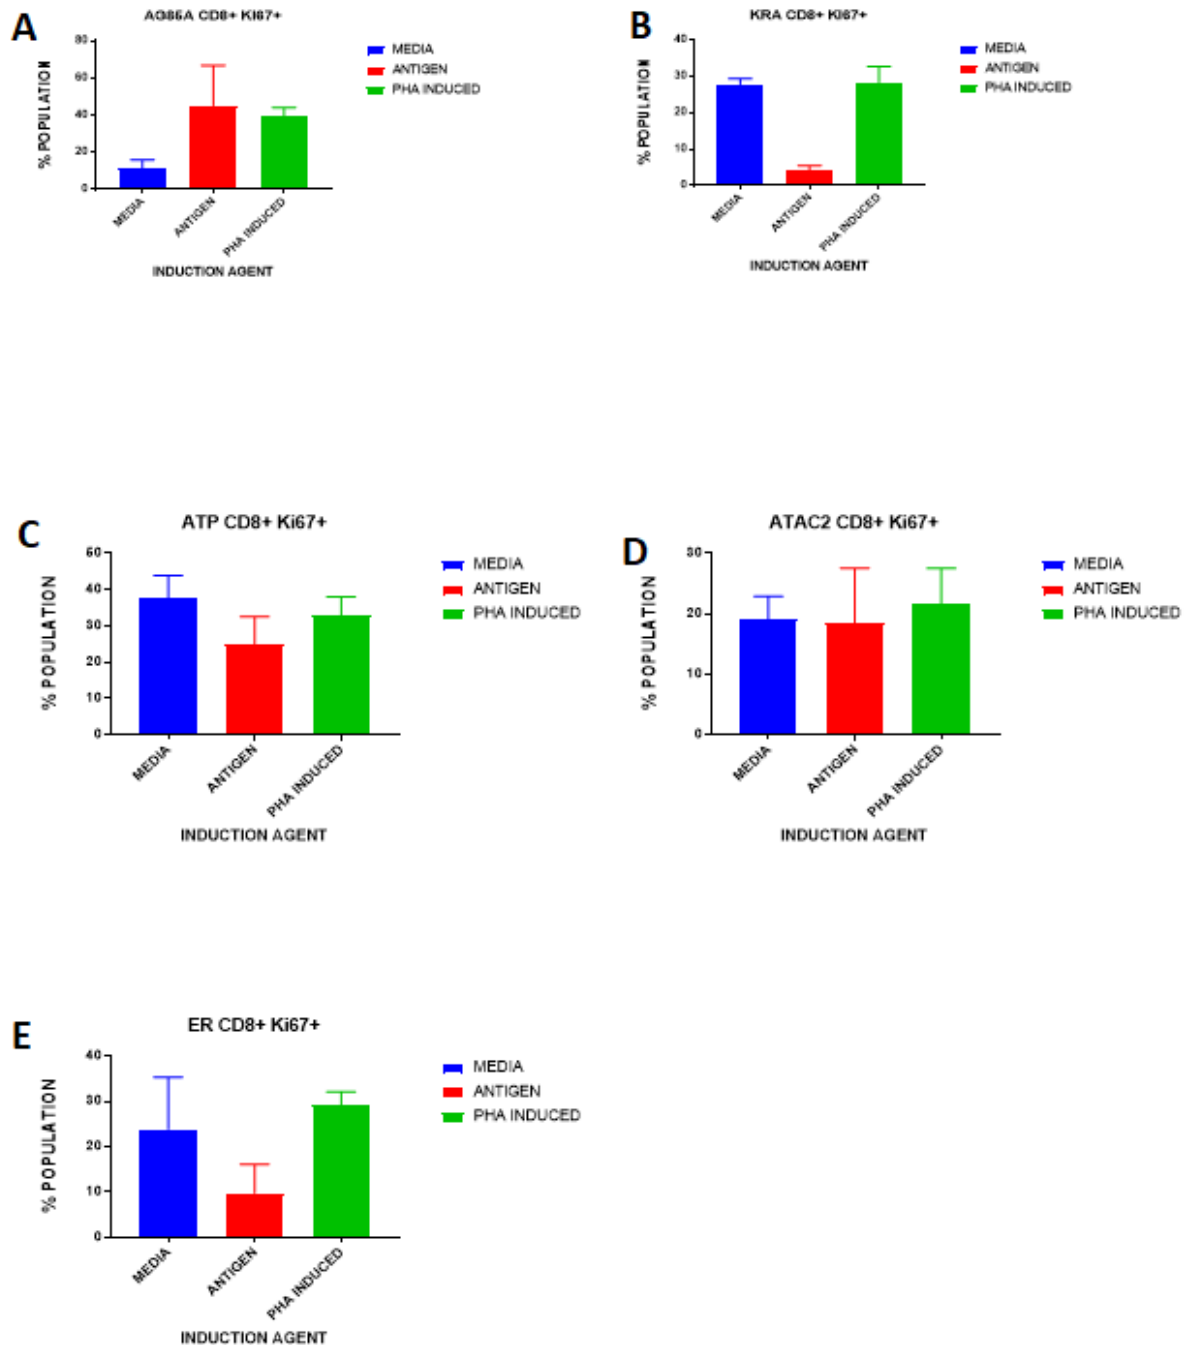 A
AG85A CD8+ KI67+
80
60
40
20
0
% POPULATION
MEDIA
ANTIGEN
PHA INDUCED
INDUCTION AGENT
MEDIA
ANTIGEN
PHA INDUCED
B
KRA CD8+ KI67+
40
30
20
10
0
% POPULATION
MEDIA
ANTIGEN
PHA INDUCED
INDUCTION AGENT
MEDIA
ANTIGEN
PHA INDUCED
C
ATP CD8+ Ki67+
60
50
40
30
20
10
0
% POPULATION
MEDIA
ANTIGEN
PHA INDUCED
INDUCTION AGENT
MEDIA
ANTIGEN
PHA INDUCED
D
ATAC2 CD8+ Ki67+
30
20
10
0
% POPULATION
MEDIA
ANTIGEN
PHA INDUCED
INDUCTION AGENT
MEDIA
ANTIGEN
PHA INDUCED
E
ER CD8+ Ki67+
40
30
20
10
0
% POPULATION
MEDIA
ANTIGEN
PHA INDUCED
INDUCTION AGENT
MEDIA
ANTIGEN
PHA INDUCED